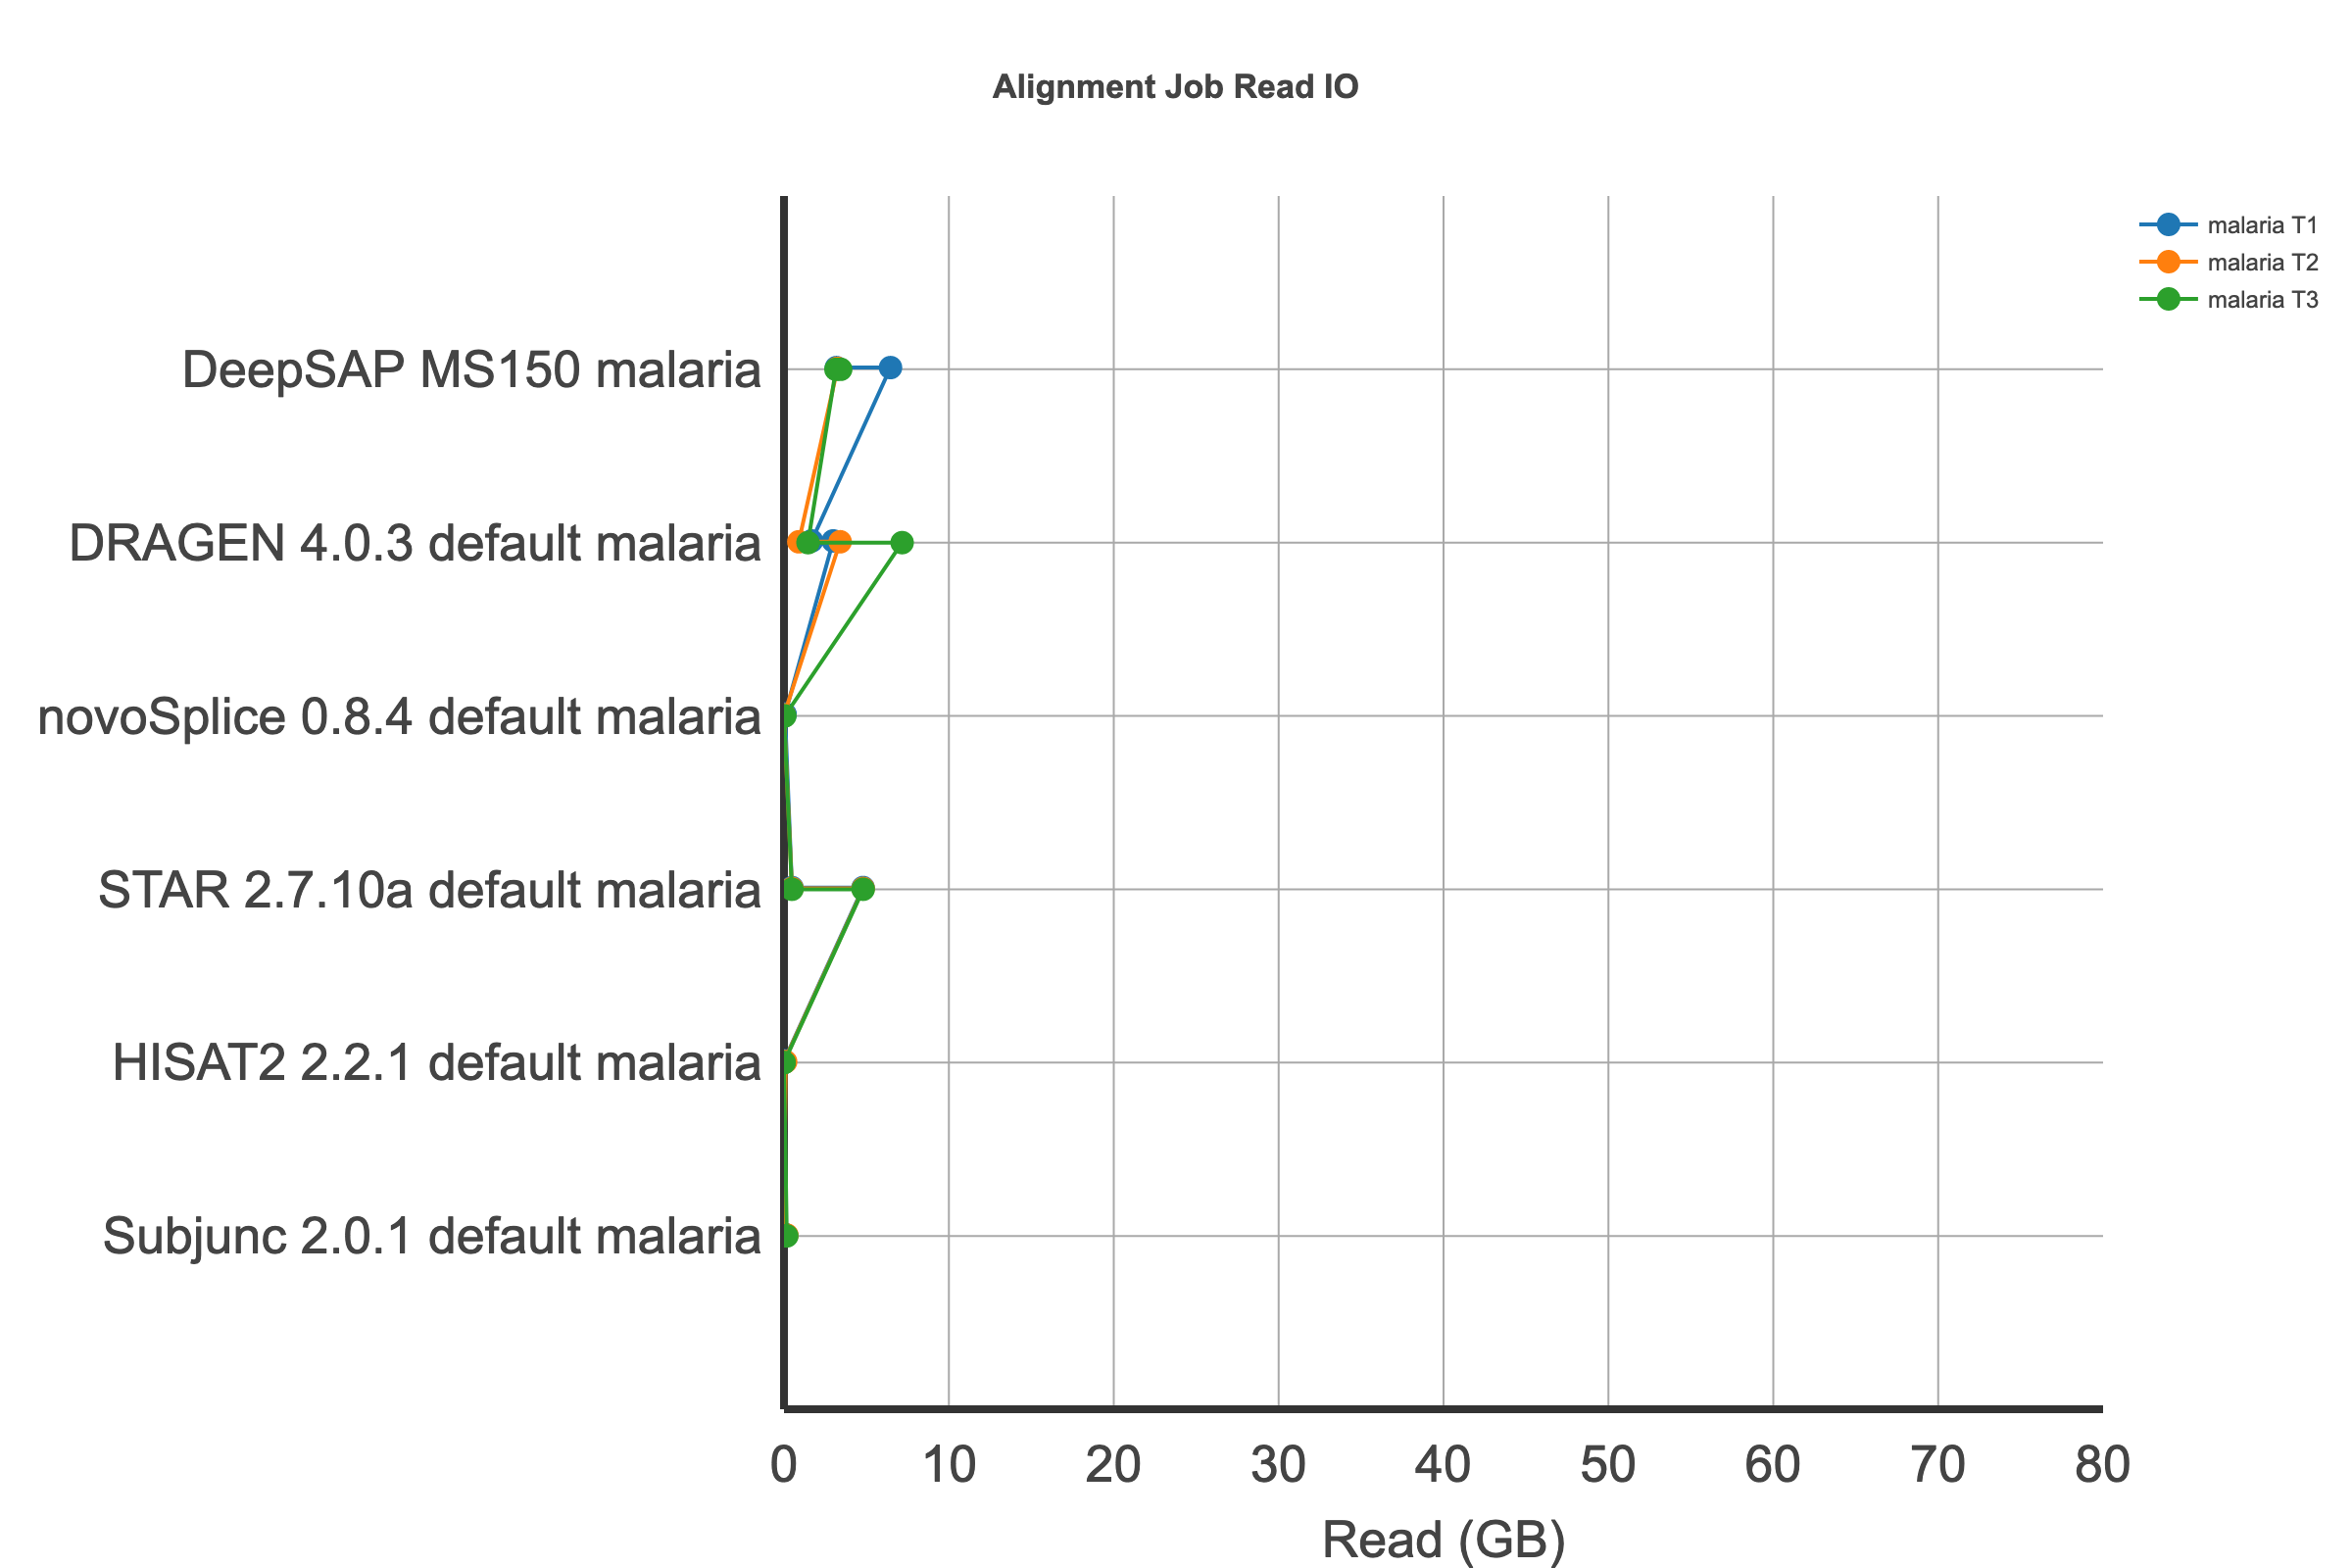 Alignment Job Read IO
malaria T1
malaria T2
malaria T3
DeepSAP MS150 malaria
DRAGEN 4.0.3 default malaria
novoSplice 0.8.4 default malaria
STAR 2.7.10a default malaria
HISAT2 2.2.1 default malaria
Subjunc 2.0.1 default malaria
0 10 20 30 40 50 60 70 80
Read (GB)